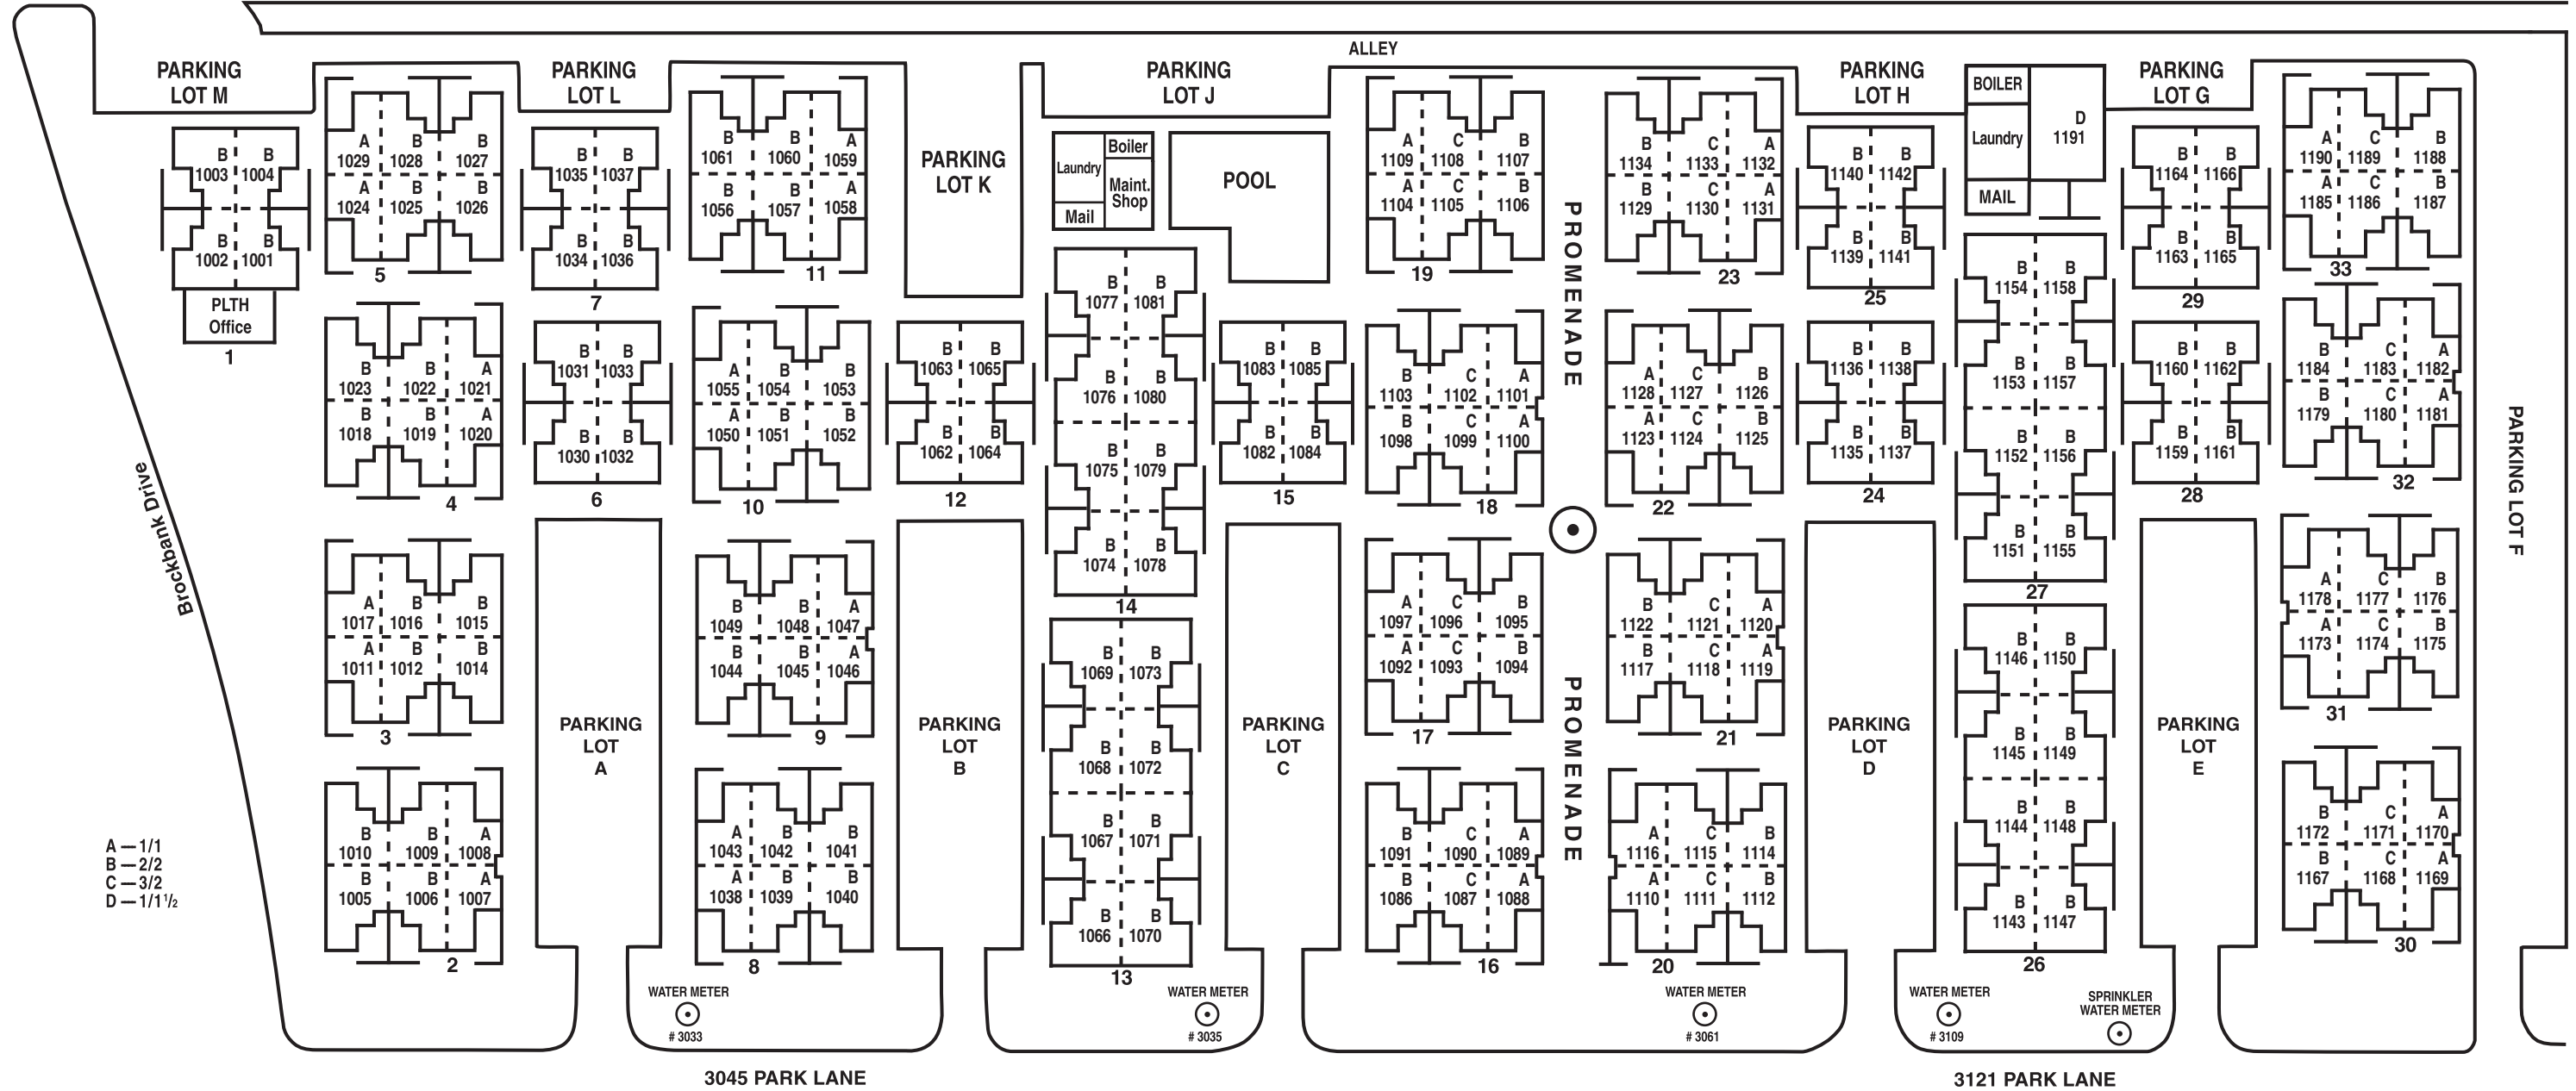 ALLEY
PARKING
LOT M
PARKING
LOT L
PARKING
LOT J
PARKING
LOT H
PARKING
LOT G
B B
1003 1004
B B
1002 1001
PLTH
Office
1
A B B
1029 1028 1027
A B B
1024 1025 1026
5
B B
1035 1037
B B
1034 1036
7
B B A
1061 1060 1059
B B A
1056 1057 1058
11
PARKING
LOT K
Laundry
Boiler
Maint.
Shop
Mail
POOL
A C B
1109 1108 1107
A C B
1104 1105 1106
19
PROMENADE
B C A
1134 1133 1132
B C A
1129 1130 1131
23
B B
1140 1142
B B
1139 1141
25
BOILER
Laundry
MAIL
D
1191
B B
1164 1166
B B
1163 1165
29
A C B
1190 1189 1188
A C B
1185 1186 1187
33
B B A
1023 1022 1021
B B A
1018 1019 1020
4
B B
1031 1033
B B
1030 1032
6
A B B
1055 1054 1053
A B B
1050 1051 1052
10
B B
1063 1065
B B
1062 1064
12
B B
1077 1081
B B
1076 1080
B B
1075 1079
B B
1074 1078
14
B B
1083 1085
B B
1082 1084
15
B C A
1103 1102 1101
B C A
1098 1099 1100
18
A C B
1128 1127 1126
A C B
1123 1124 1125
22
B B
1136 1138
B B
1135 1137
24
B B
1154 1158
B B
1153 1157
B B
1152 1156
B B
1151 1155
27
B B
1160 1162
B B
1159 1161
28
B C A
1184 1183 1182
B C A
1179 1180 1181
32
PARKING LOT F
Brockbank Drive
A B B
1017 1016 1015
A B B
1011 1012 1014
3
PARKING
LOT
A
B B A
1049 1048 1047
B B A
1044 1045 1046
9
PARKING
LOT
B
B B
1069 1073
B B
1068 1072
B B
1067 1071
B B
1066 1070
13
PARKING
LOT
C
A C B
1097 1096 1095
A C B
1092 1093 1094
17
PROMENADE
B C A
1122 1121 1120
B C A
1117 1118 1119
21
PARKING
LOT
D
B B
1146 1150
B B
1145 1149
B B
1144 1148
B B
1143 1147
26
PARKING
LOT
E
A C B
1178 1177 1176
A C B
1173 1174 1175
31
A — 1/1
B — 2/2
C — 3/2
D — 1/1½
B B A
1010 1009 1008
B B A
1005 1006 1007
2
A B B
1043 1042 1041
A B B
1038 1039 1040
8
B C A
1091 1090 1089
B C A
1086 1087 1088
16
A C B
1116 1115 1114
A C B
1110 1111 1112
20
B C A
1172 1171 1170
B C A
1167 1168 1169
30
WATER METER
# 3033
WATER METER
# 3035
WATER METER
# 3061
WATER METER
# 3109
SPRINKLER
WATER METER
3045 PARK LANE
3121 PARK LANE